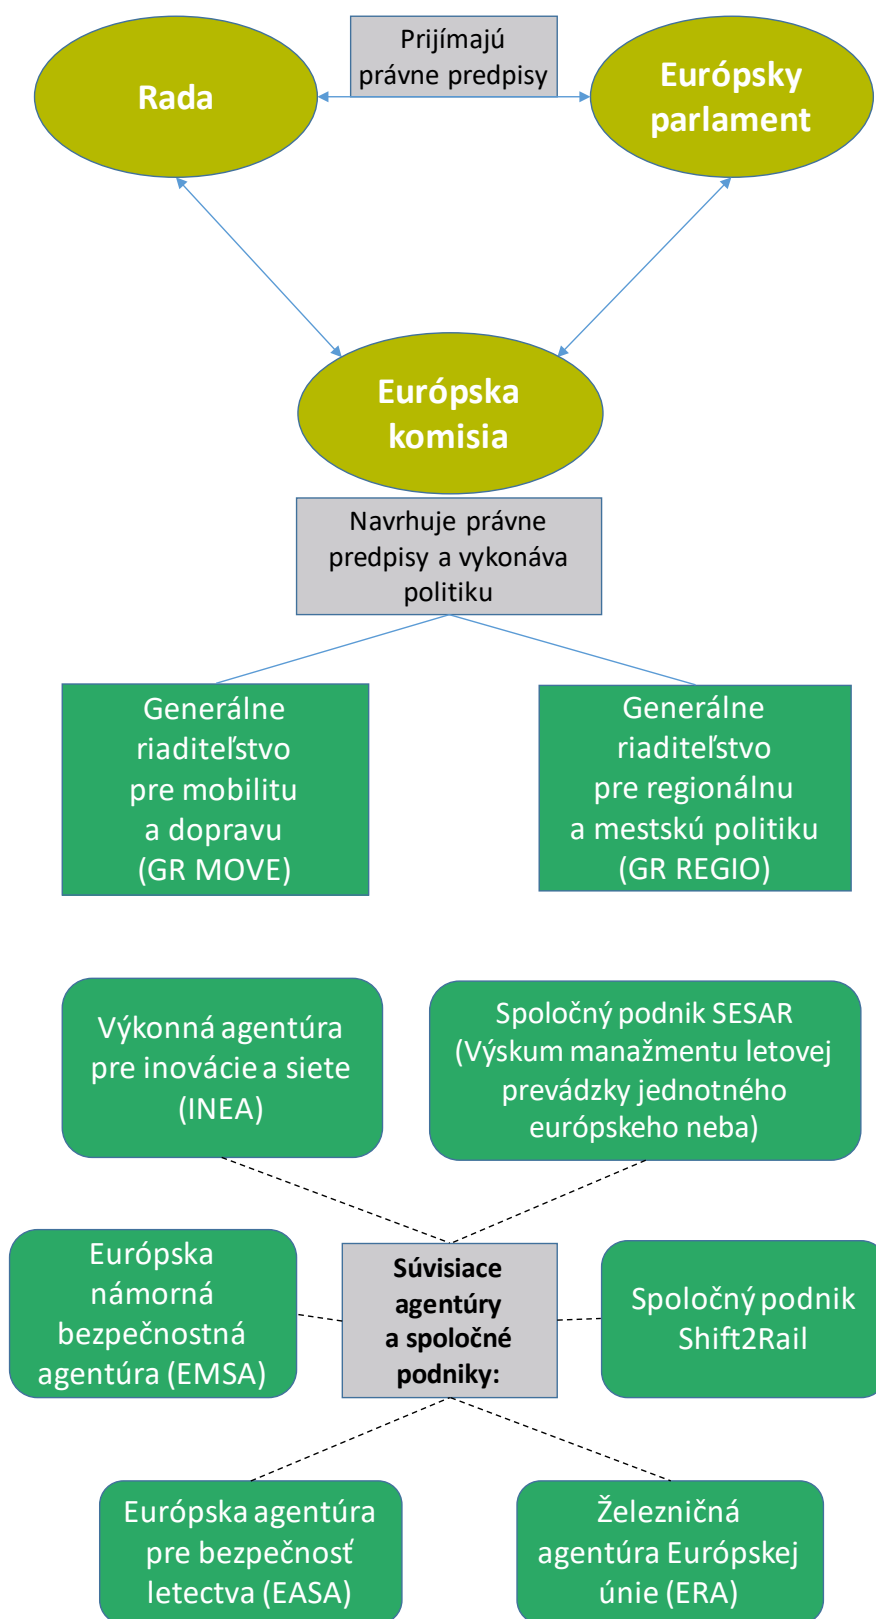 Prijímajú
právne predpisy
Rada
Európsky
parlament
Európska
komisia
Navrhuje právne
predpisy a vykonáva
politiku
Generálne
riaditeľstvo
pre mobilitu
a dopravu
(GR MOVE)
Generálne
riaditeľstvo
pre regionálnu
a mestskú politiku
(GR REGIO)
Výkonná agentúra
pre inovácie a siete
(INEA)
Spoločný podnik SESAR
(Výskum manažmentu letovej
prevádzky jednotného
európskeho neba)
Európska
námorná
bezpečnostná
agentúra (EMSA)
Súvisiace
agentúry
a spoločné
podniky:
Spoločný podnik
Shift2Rail
Európska agentúra
pre bezpečnosť
letectva (EASA)
Železničná
agentúra Európskej
únie (ERA)